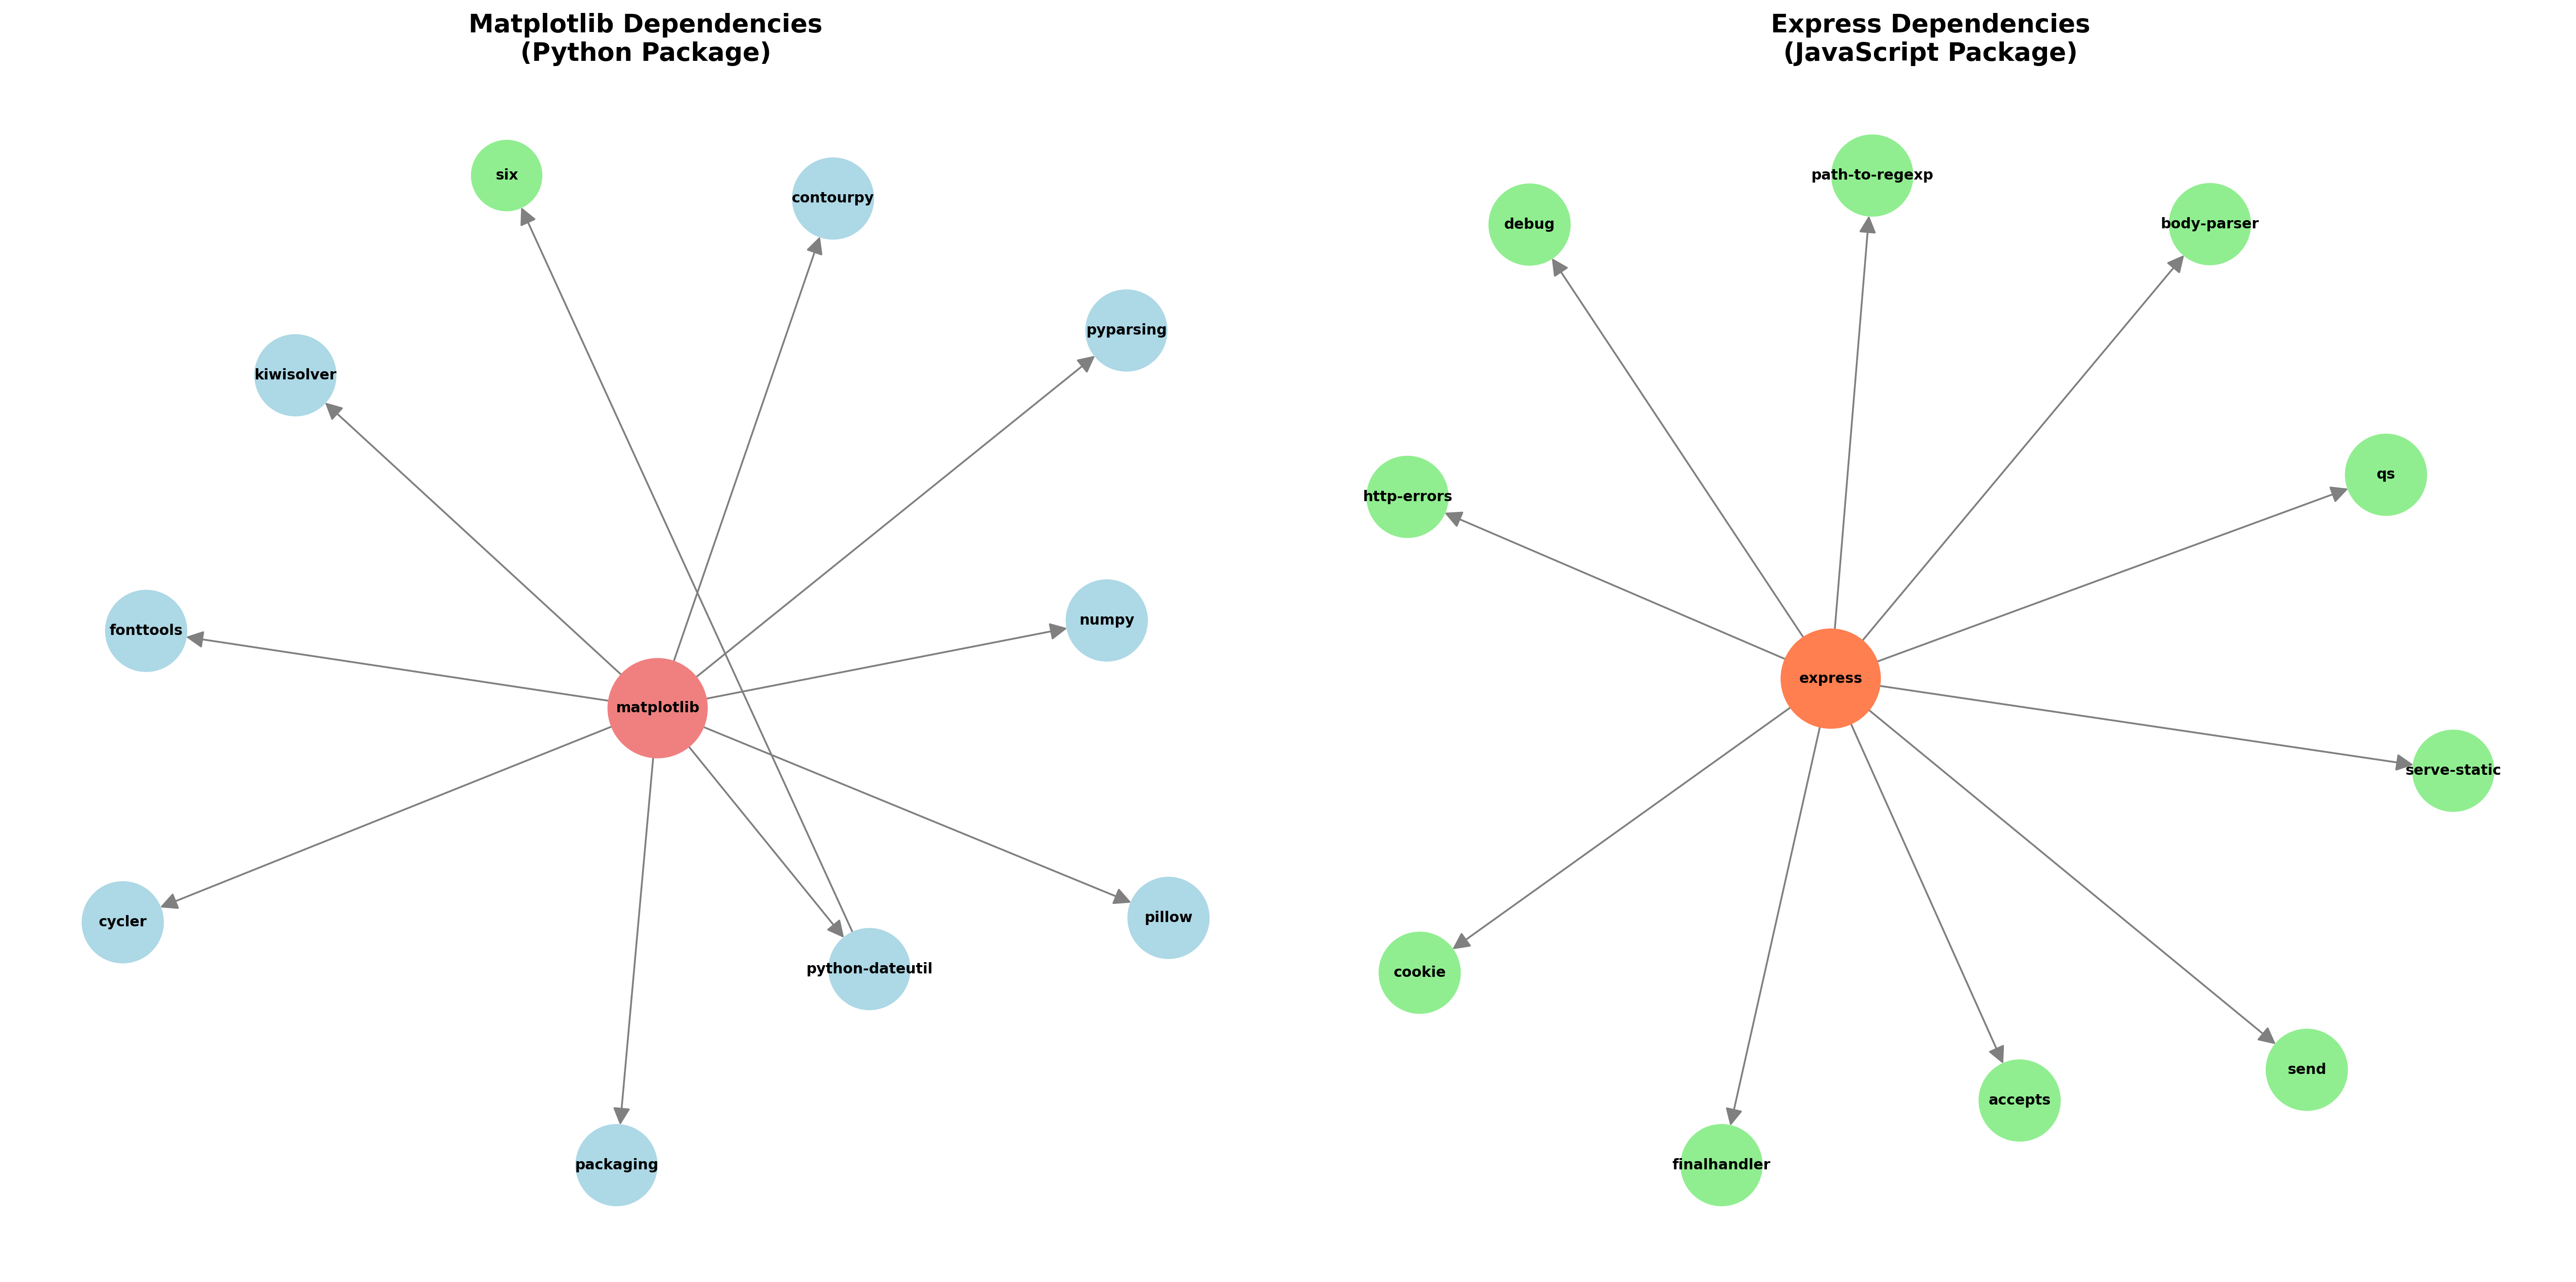 Matplotlib Dependencies
(Python Package)
six
contourpy
pyparsing
kiwisolver
numpy
fonttools
matplotlib
pillow
cycler
python-dateutil
packaging
Express Dependencies
(JavaScript Package)
path-to-regexp
debug
body-parser
qs
http-errors
express
serve-static
cookie
send
accepts
finalhandler